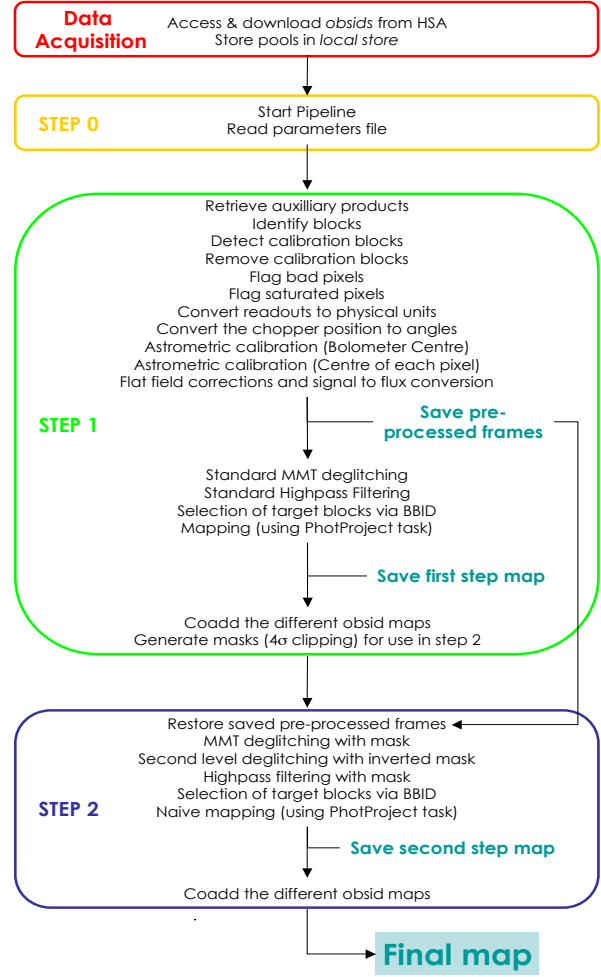 Data
Acquisition
Access & download obsids from HSA
Store pools in local store
STEP 0
Start Pipeline
Read parameters file
STEP 1
Retrieve auxilliary products
Identify blocks
Detect calibration blocks
Remove calibration blocks
Flag bad pixels
Flag saturated pixels
Convert readouts to physical units
Convert the chopper position to angles
Astrometric calibration (Bolometer Centre)
Astrometric calibration (Centre of each pixel)
Flat field corrections and signal to flux conversion
Save pre-
processed frames
Standard MMT deglitching
Standard Highpass Filtering
Selection of target blocks via BBID
Mapping (using PhotProject task)
Save first step map
Coadd the different obsid maps
Generate masks (4σ clipping) for use in step 2
STEP 2
Restore saved pre-processed frames
MMT deglitching with mask
Second level deglitching with inverted mask
Highpass filtering with mask
Selection of target blocks via BBID
Naive mapping (using PhotProject task)
Save second step map
Coadd the different obsid maps
Final map